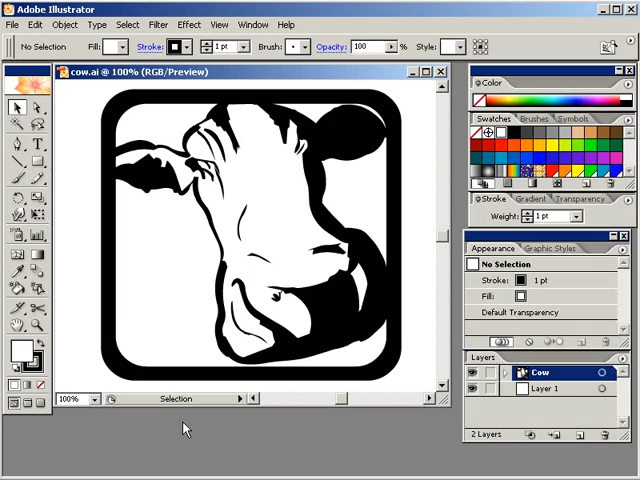 Adobe Illustrator
File Edit Object Type Select Filter Effect View Window Help
No Selection Fill: Stroke: 1 pt Brush: Opacity: 100 % Style:
cow.ai @ 100% (RGB/Preview)
100% Selection
Color
Swatches Brushes Symbols
Stroke Gradient Transparency
Weight: 1 pt
Appearance Graphic Styles
No Selection
Stroke: 1 pt
Fill:
Default Transparency
Layers
Cow
Layer 1
2 Layers